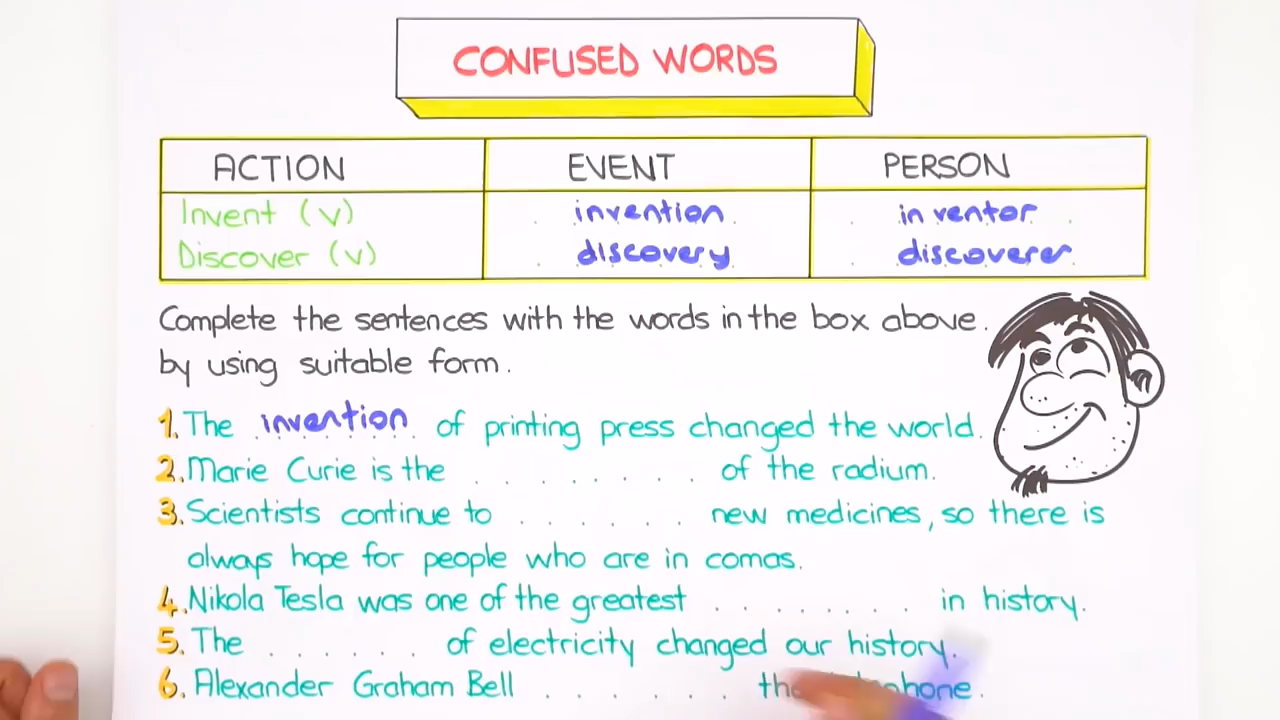 CONFUSED WORDS
ACTION EVENT PERSON
Invent (v) invention inventor
Discover (v) discovery discoverer
Complete the sentences with the words in the box above.
by using suitable form.
1. The invention of printing press changed the world.
2. Marie Curie is the . . . . . . . . of the radium.
3. Scientists continue to . . . . . . new medicines, so there is
always hope for people who are in comas.
4. Nikola Tesla was one of the greatest . . . . . . . . in history.
5. The . . . . . . of electricity changed our history.
6. Alexander Graham Bell . . . . . .